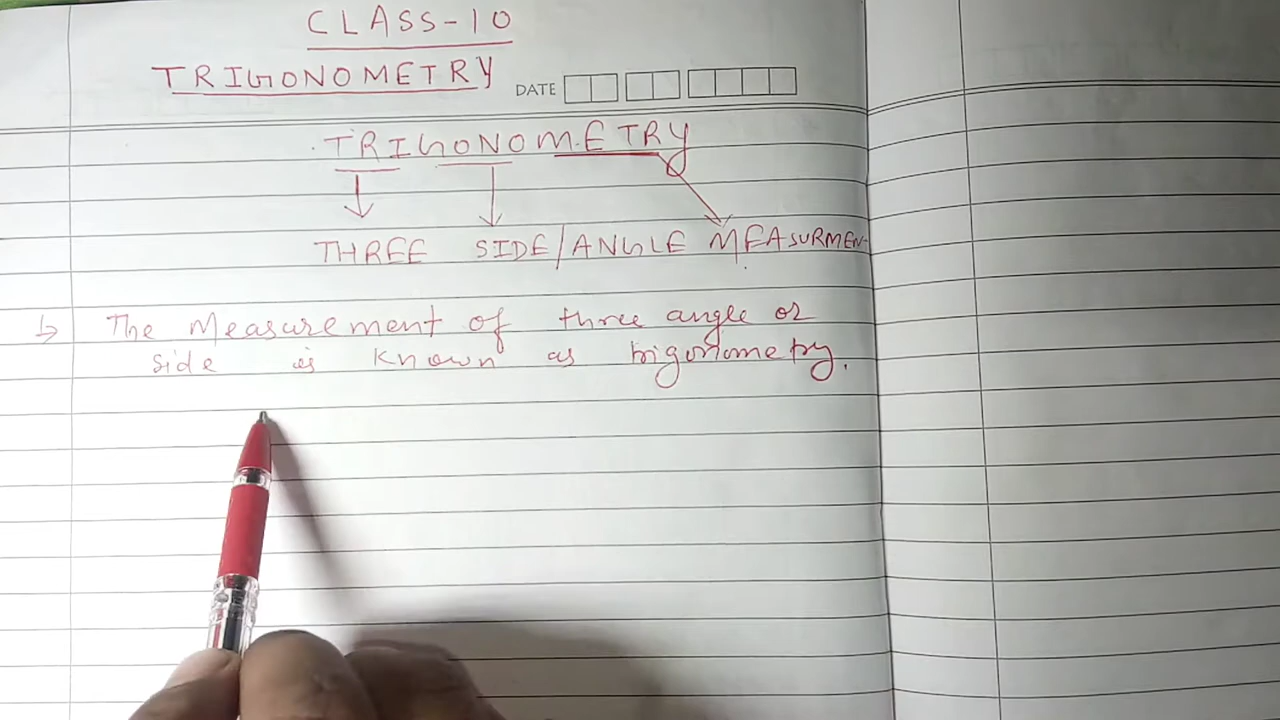 CLASS-10
TRIGONOMETRY
DATE
TRIGONOMETRY
THREE SIDE/ANGLE MEASURMEN
↳ The Measurement of three angle or
side is known as trigonometry.